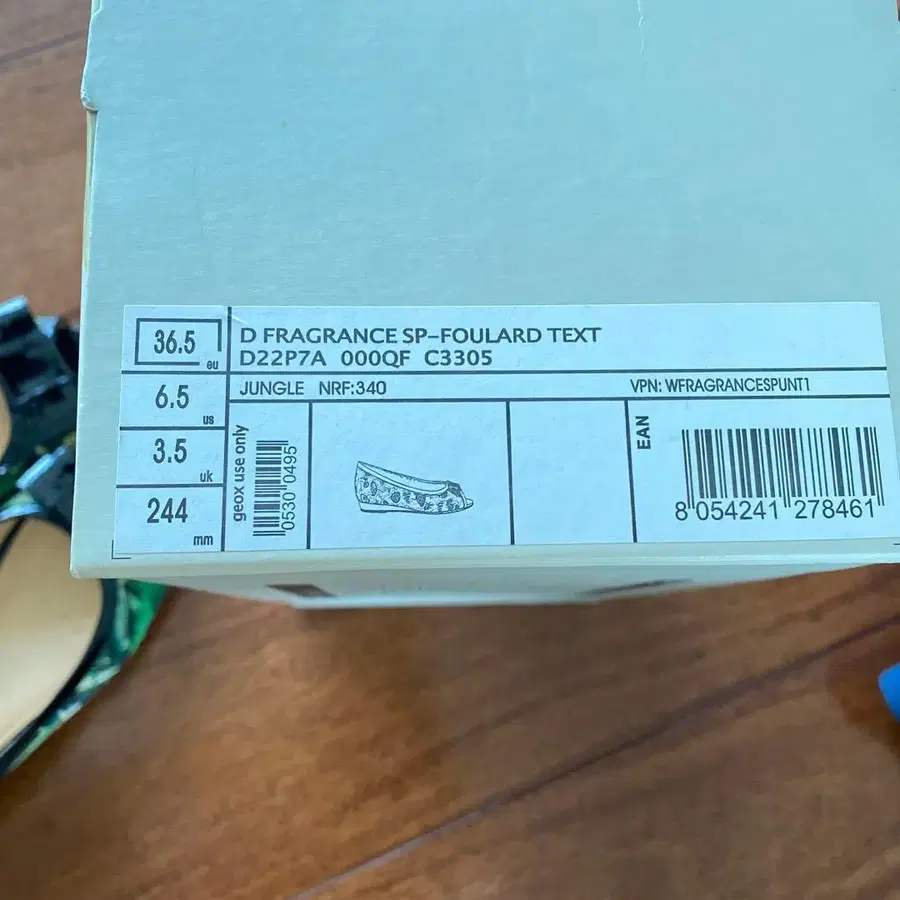 36.5 eu
6.5 us
3.5 uk
244 mm
D FRAGRANCE SP-FOULARD TEXT
D22P7A 000QF C3305
JUNGLE NRF:340 VPN: WFRAGRANCESPUNT1
geox use only
05300 0495
EAN
8 054241 278461